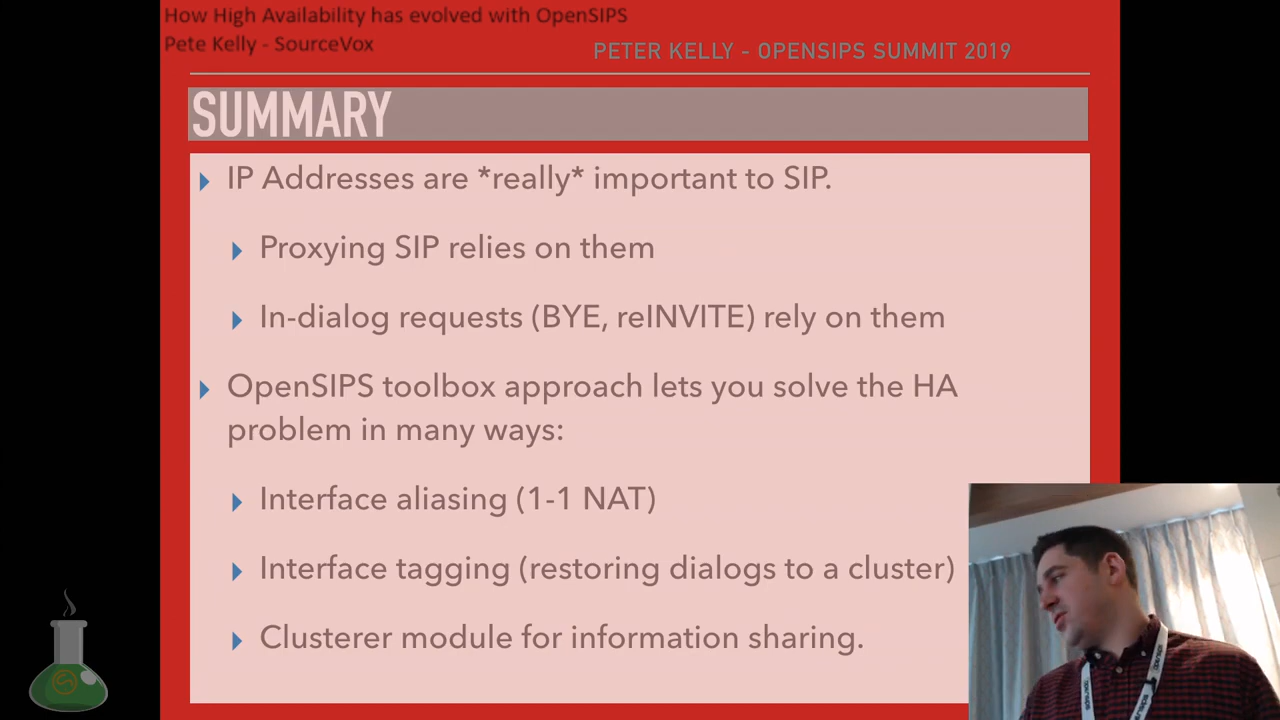 How High Availability has evolved with OpenSIPS
Pete Kelly - SourceVox
PETER KELLY - OPENSIPS SUMMIT 2019
SUMMARY
IP Addresses are *really* important to SIP.
Proxying SIP relies on them
In-dialog requests (BYE, reINVITE) rely on them
OpenSIPS toolbox approach lets you solve the HA
problem in many ways:
Interface aliasing (1-1 NAT)
Interface tagging (restoring dialogs to a cluster)
Clusterer module for information sharing.